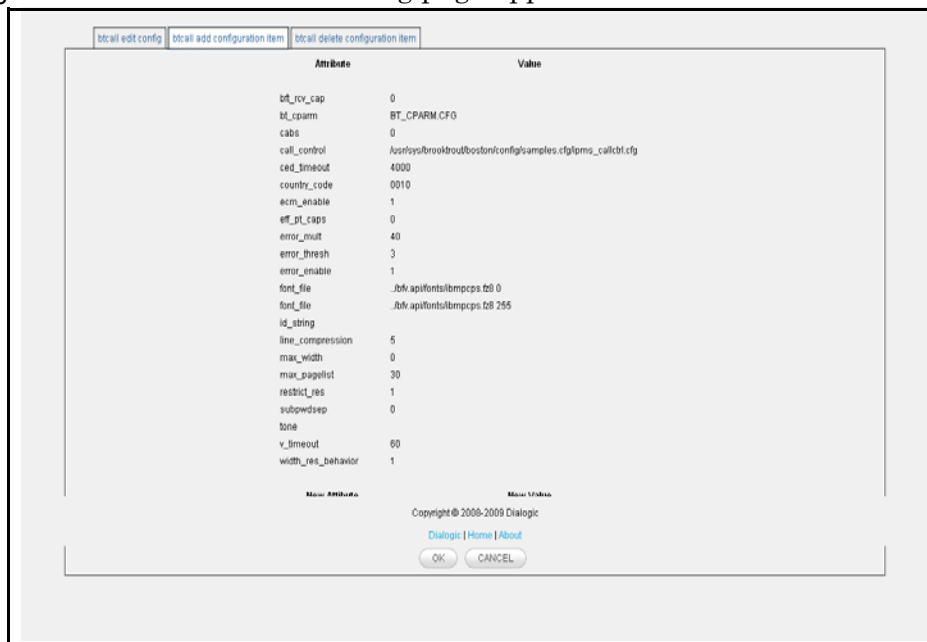 btcall edit config btcall add configuration item btcall delete configuration item
Attribute Value
bft_rcv_cap 0
bt_cparm BT_CPARM.CFG
cabs 0
call_control /usr/sys/brooktrout/boston/config/samples.cfg/ipms_callctrl.cfg
ced_timeout 4000
country_code 0010
ecm_enable 1
eff_pt_caps 0
error_mult 40
error_thresh 3
error_enable 1
font_file ../bfv.api/fonts/ibmpcps.fz8 0
font_file ../bfv.api/fonts/ibmpcps.fz8 255
id_string
line_compression 5
max_width 0
max_pagelist 30
restrict_res 1
subpwdsep 0
tone
v_timeout 60
width_res_behavior 1
New Attribute New Value
Copyright © 2008-2009 Dialogic
Dialogic | Home | About
OK CANCEL